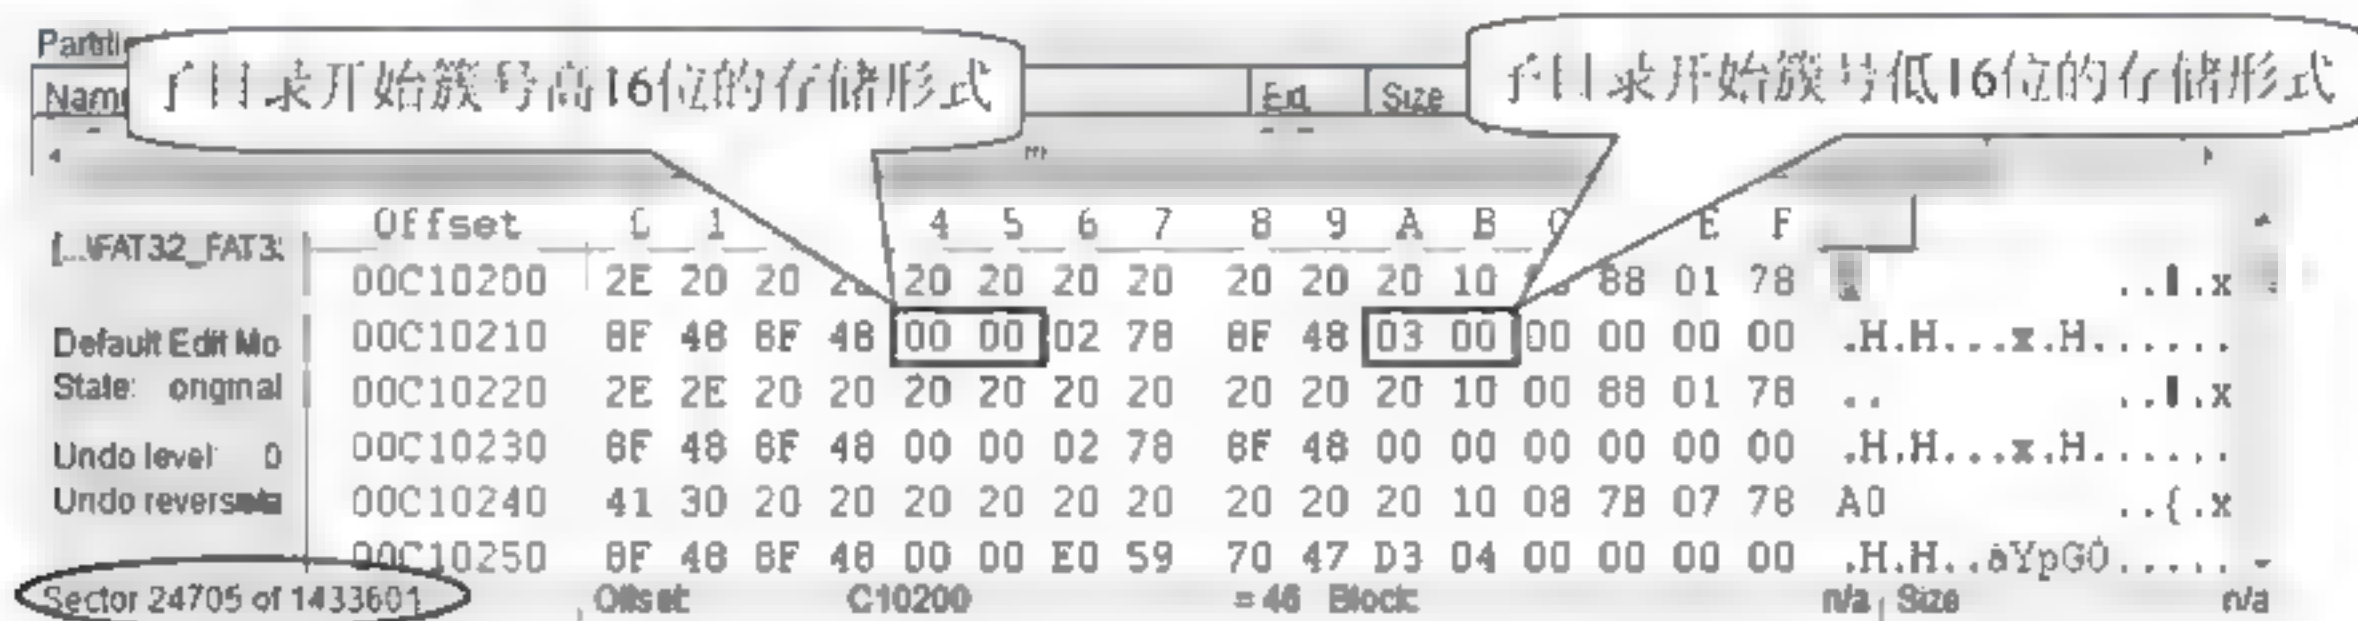 Partiti
子目录开始簇号高16位的存储形式
子目录开始簇号低16位的存储形式
Name Ext. Size
Offset 0 1 4 5 6 7 8 9 A B C E F
[...\FAT32_FAT32
00C10200 2E 20 20 20 20 20 20 20 20 20 20 10 88 01 78 . ..▌.x
Default Edit Mo 00C10210 8F 48 8F 48 00 00 02 78 8F 48 03 00 00 00 00 00 .H.H...x.H......
State: original 00C10220 2E 2E 20 20 20 20 20 20 20 20 20 10 00 88 01 78 .. ..▌.x
Undo level: 0 00C10230 8F 48 8F 48 00 00 02 78 8F 48 00 00 00 00 00 00 .H.H...x.H......
Undo reverse 00C10240 41 30 20 20 20 20 20 20 20 20 20 10 08 7B 07 78 A0 ..{.x
00C10250 8F 48 8F 48 00 00 E0 59 70 47 D3 04 00 00 00 00 .H.H..àYpGÓ.....
Sector 24705 of 1433601 Offset: C10200 = 46 Block: n/a Size n/a